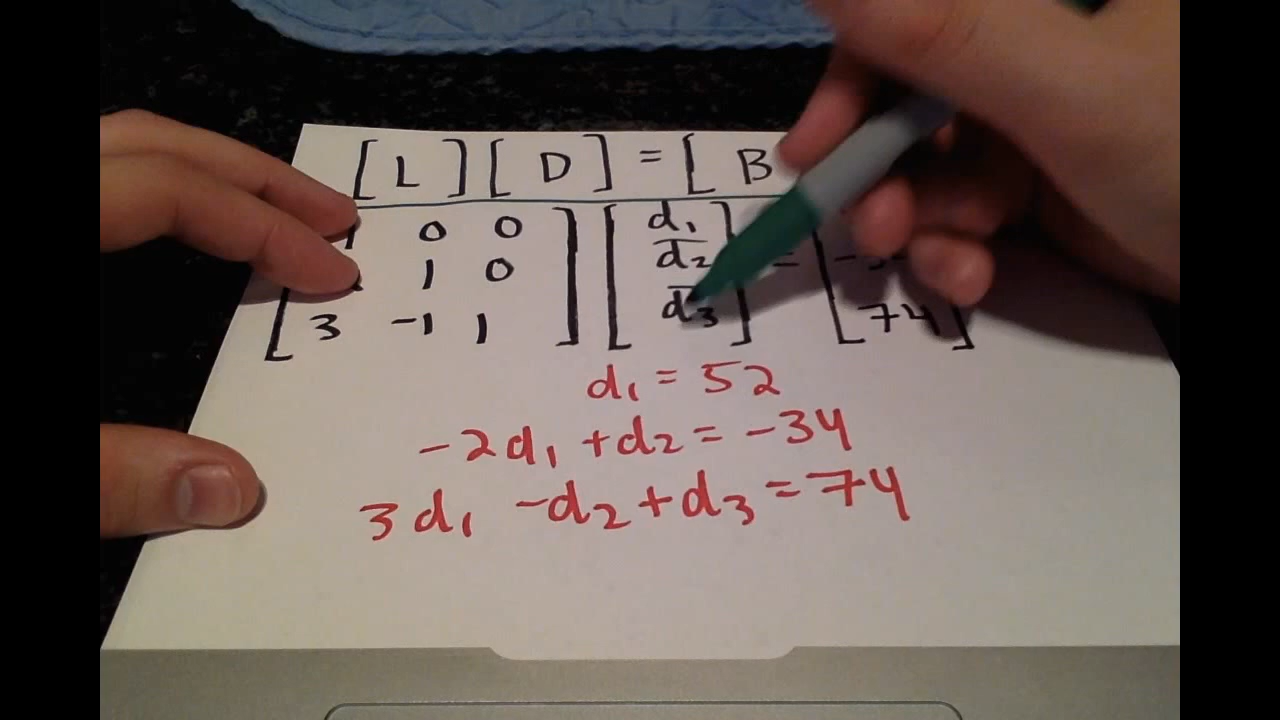 [ L ] [ D ] = [ B
1 0 0 ] [ d₁ ]
1 0 d₂ =
[ 3 -1 1 ] [ d₃ ] [ 74 ]
d₁ = 52
-2d₁ + d₂ = -34
3d₁ - d₂ + d₃ = 74